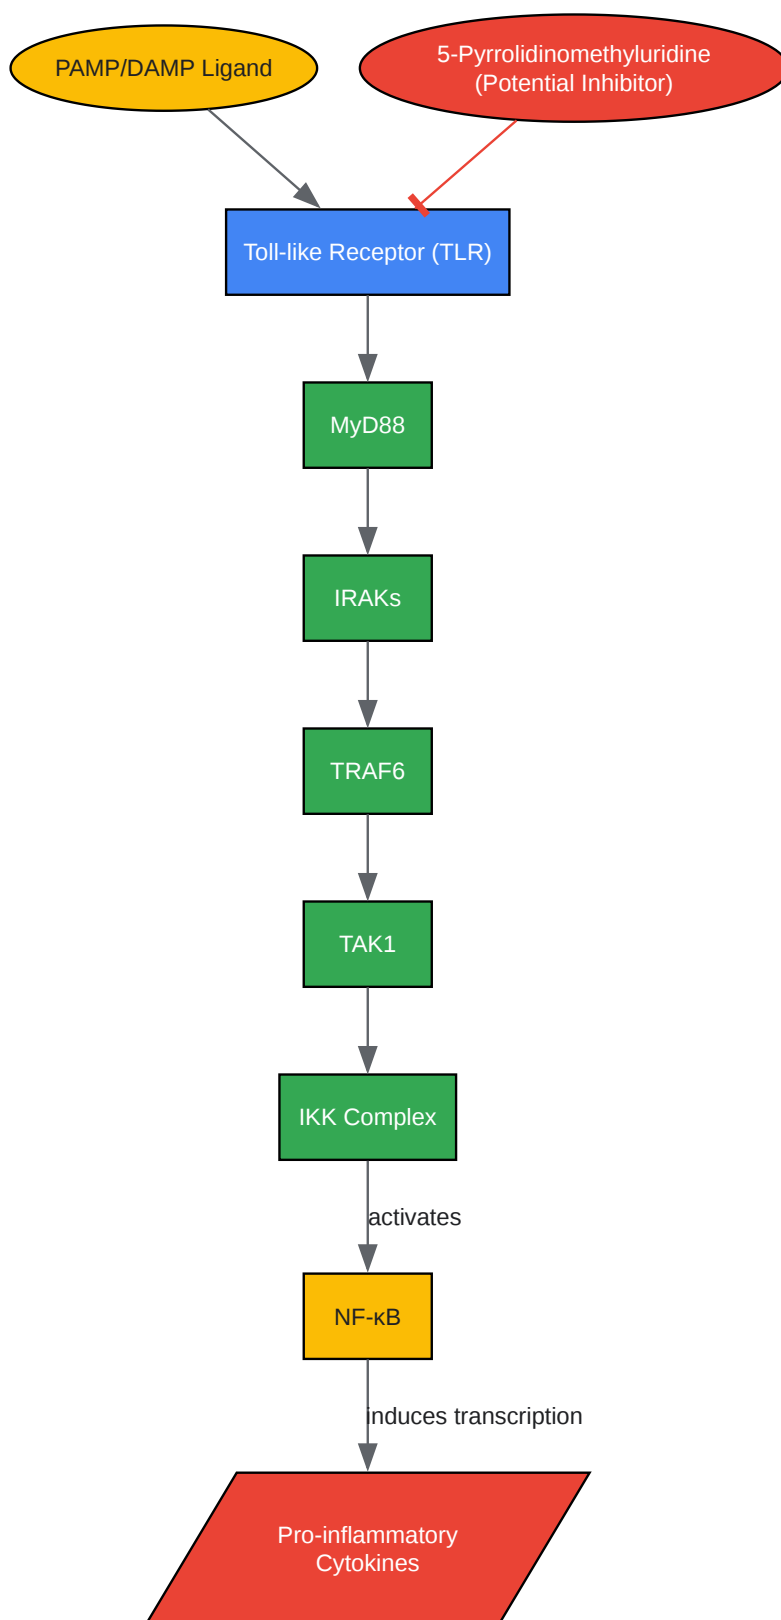 PAMP/DAMP Ligand
5-Pyrrolidinomethyluridine
(Potential Inhibitor)
Toll-like Receptor (TLR)
MyD88
IRAKs
TRAF6
TAK1
IKK Complex
activates
NF-κB
induces transcription
Pro-inflammatory
Cytokines